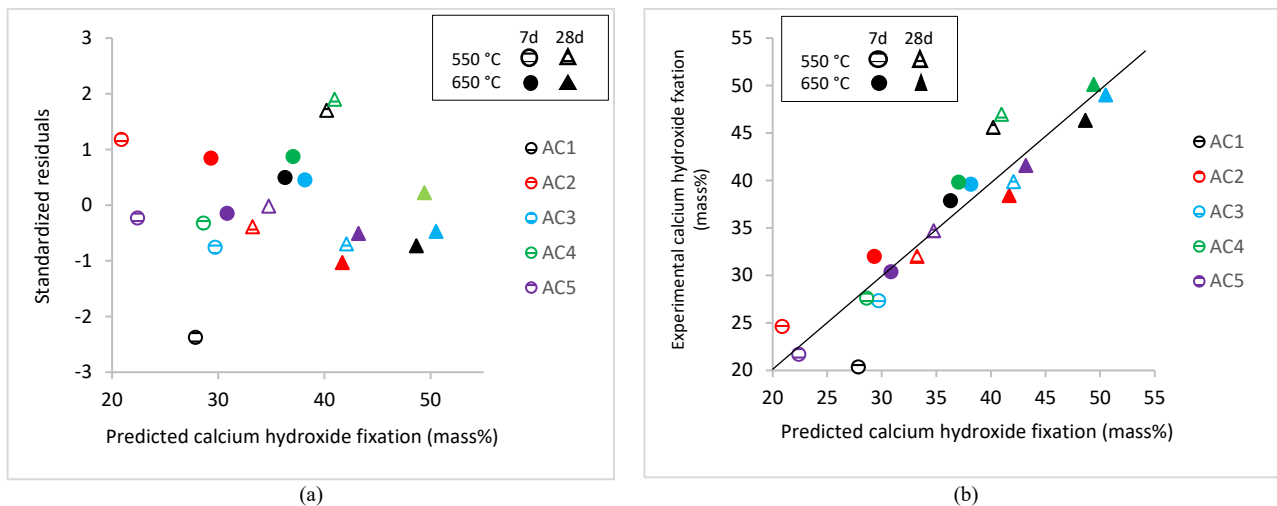 7d 28d
550 °C
650 °C
3
2
1
0
-1
-2
-3
20 30 40 50
Standardized residuals
Predicted calcium hydroxide fixation (mass%)
AC1
AC2
AC3
AC4
AC5
(a)
7d 28d
550 °C
650 °C
55
50
45
40
35
30
25
20
20 25 30 35 40 45 50 55
Experimental calcium hydroxide fxation
(mass%)
Predicted calcium hydroxide fixation (mass%)
AC1
AC2
AC3
AC4
AC5
(b)